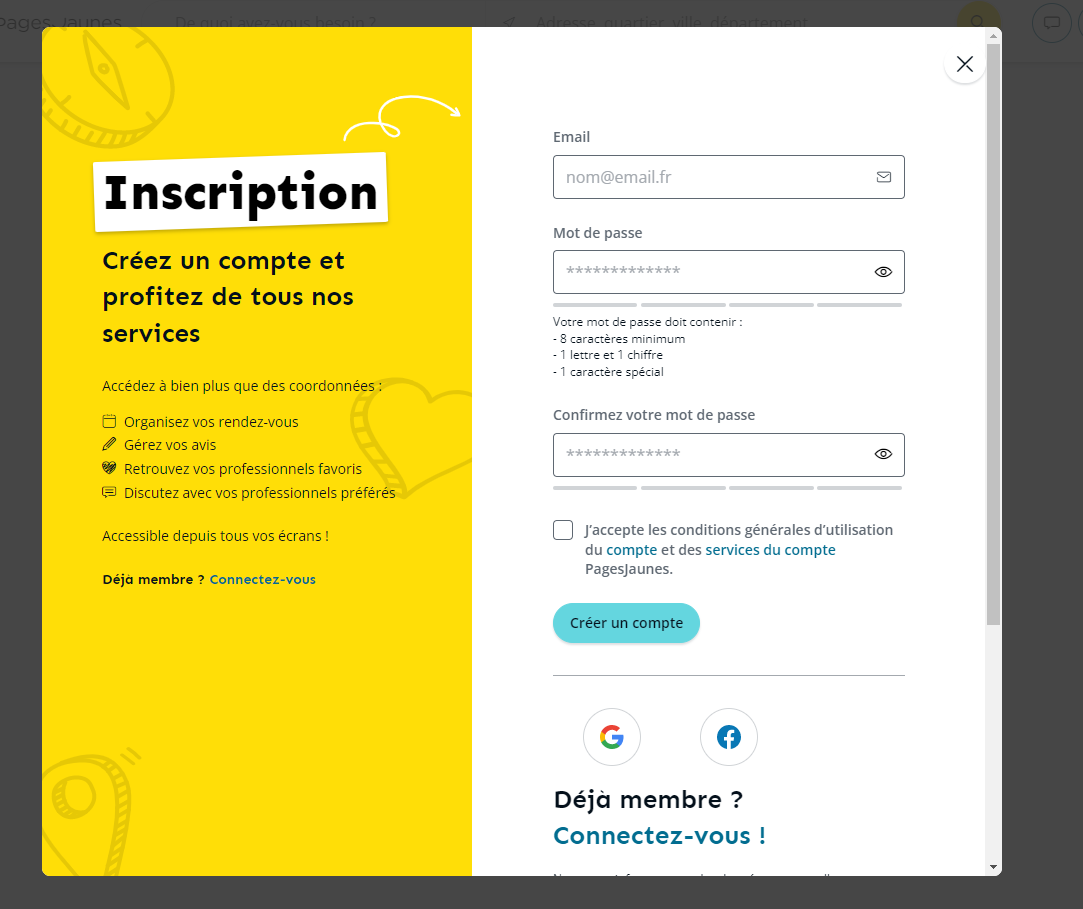 Pages Jaunes
De quoi avez-vous besoin ?
Adresse, quartier, ville, département
Inscription
Créez un compte et
profitez de tous nos
services
Accédez à bien plus que des coordonnées :
Organisez vos rendez-vous
Gérez vos avis
Retrouvez vos professionnels favoris
Discutez avec vos professionnels préférés
Accessible depuis tous vos écrans !
Déjà membre ? Connectez-vous
Email
nom@email.fr
Mot de passe
*************
Votre mot de passe doit contenir :
- 8 caractères minimum
- 1 lettre et 1 chiffre
- 1 caractère spécial
Confirmez votre mot de passe
*************
J’accepte les conditions générales d’utilisation
du compte et des services du compte
PagesJaunes.
Créer un compte
Déjà membre ?
Connectez-vous !